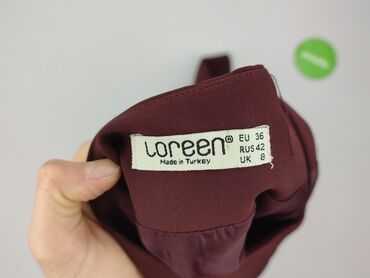 Loreen®
Made in Turkey
EU 36
RUS 42
UK 8